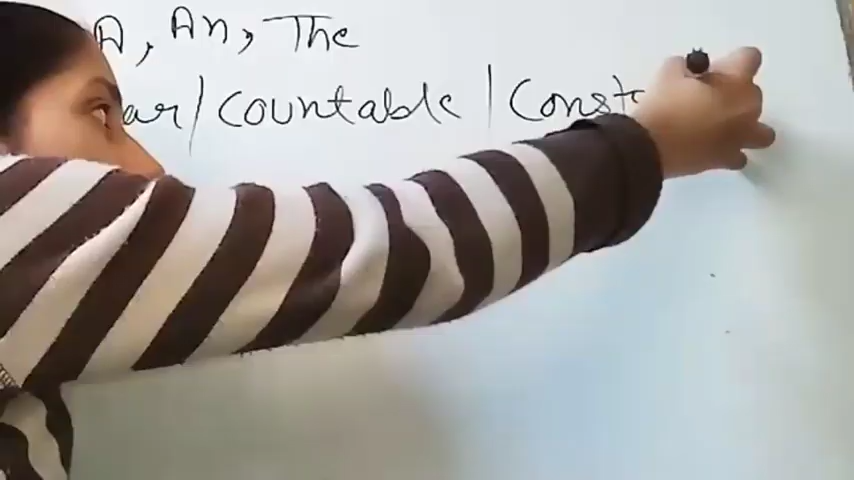 A, An, The
ar/countable | Const